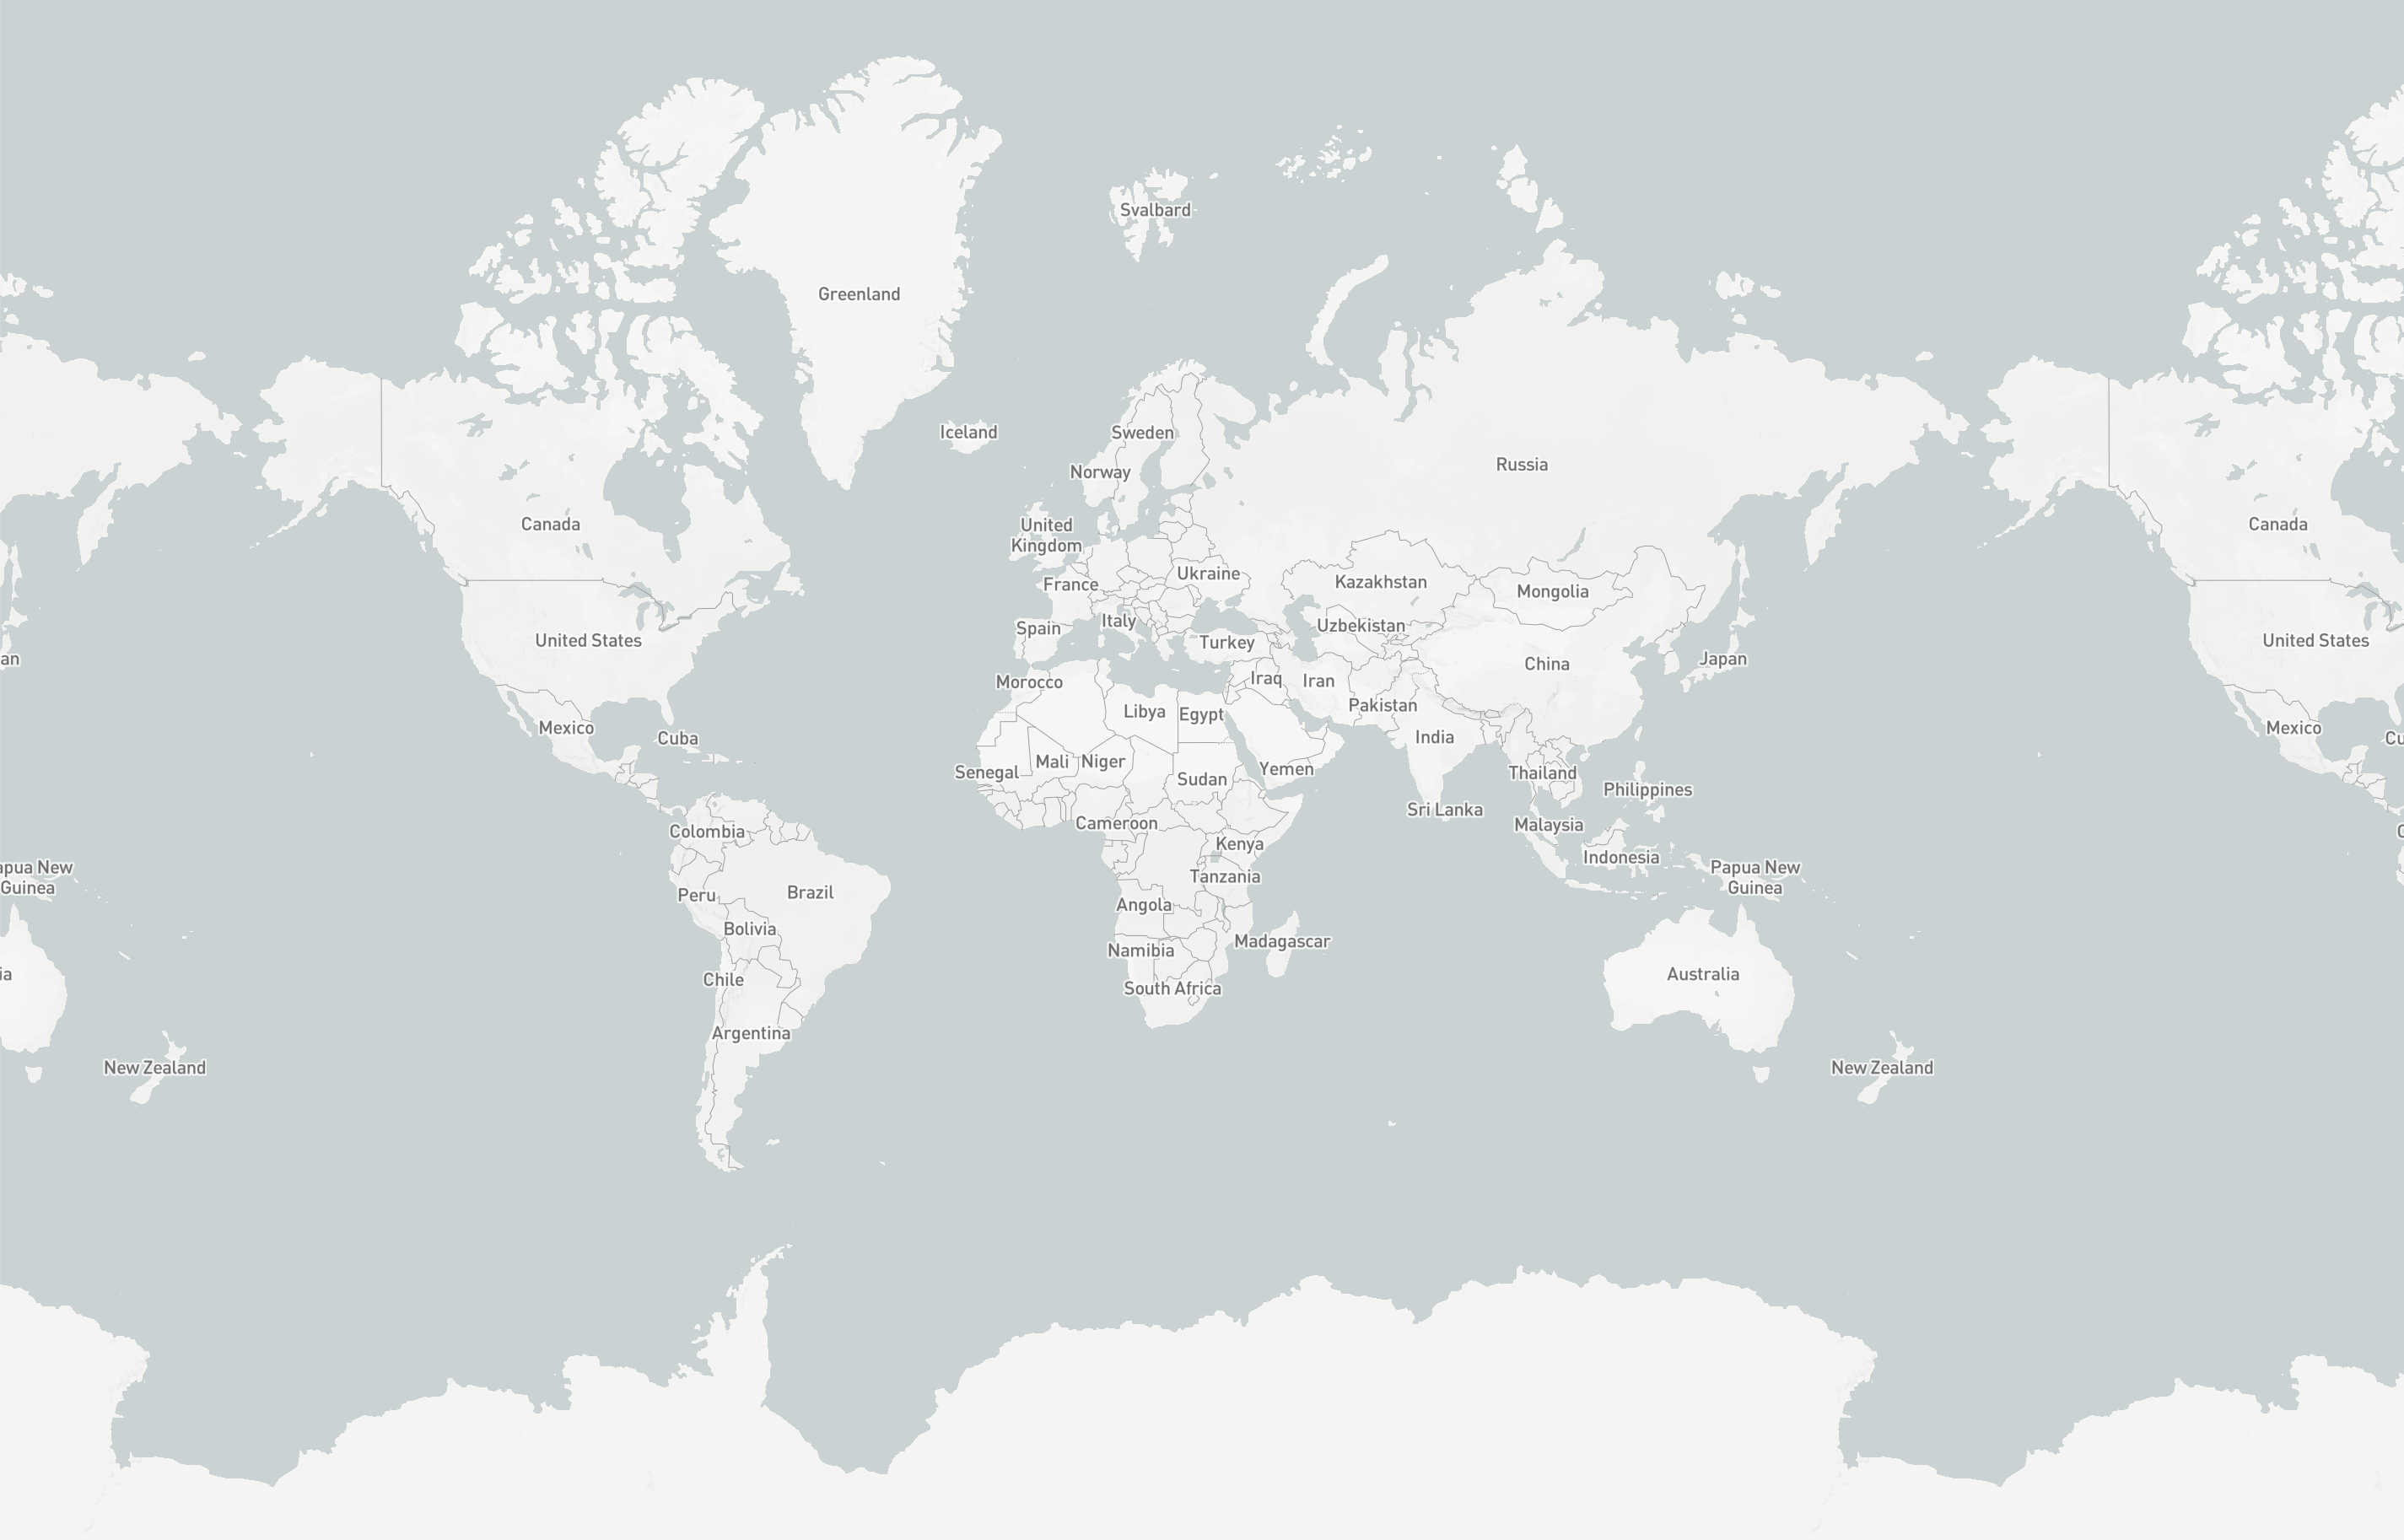 Svalbard
Greenland
Iceland
Sweden
Russia
Norway
Canada
Canada
United
Kingdom
Ukraine
France
Kazakhstan
Mongolia
Italy
Uzbekistan
Spain
United States
Turkey
United States
an
China
Japan
Morocco
Iraq
Iran
Pakistan
Libya
Egypt
Mexico
Mexico
Cuba
India
Cu
Mali
Niger
Senegal
Yemen
Thailand
Sudan
Philippines
Sri Lanka
Cameroon
Malaysia
Colombia
C
Kenya
Indonesia
apua New
Guinea
Papua New
Guinea
Tanzania
Peru
Brazil
Angola
Bolivia
Madagascar
Namibia
ia
Chile
Australia
South Africa
Argentina
New Zealand
New Zealand